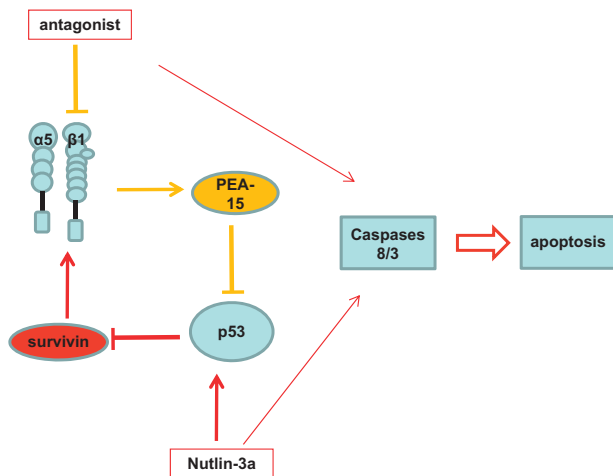 antagonist
α5
β1
PEA-
15
Caspases
8/3
apoptosis
survivin
p53
Nutlin-3a